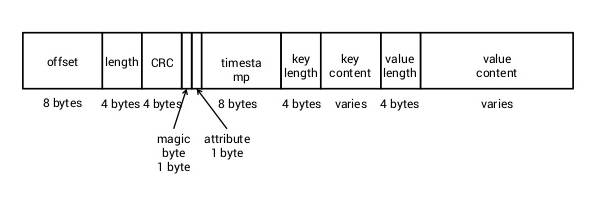 offset
length
CRC
timesta
mp
key
length
key
content
value
length
value
content
8 bytes
4 bytes
4 bytes
8 bytes
4 bytes
varies
4 bytes
varies
magic
byte
1 byte
attribute
1 byte